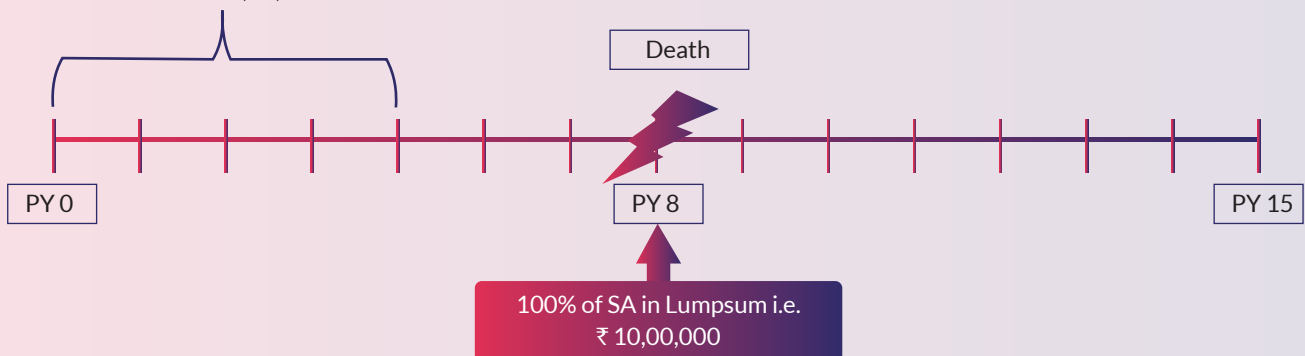 Death
PY 0
PY 8
PY 15
100% of SA in Lumpsum i.e.
₹ 10,00,000